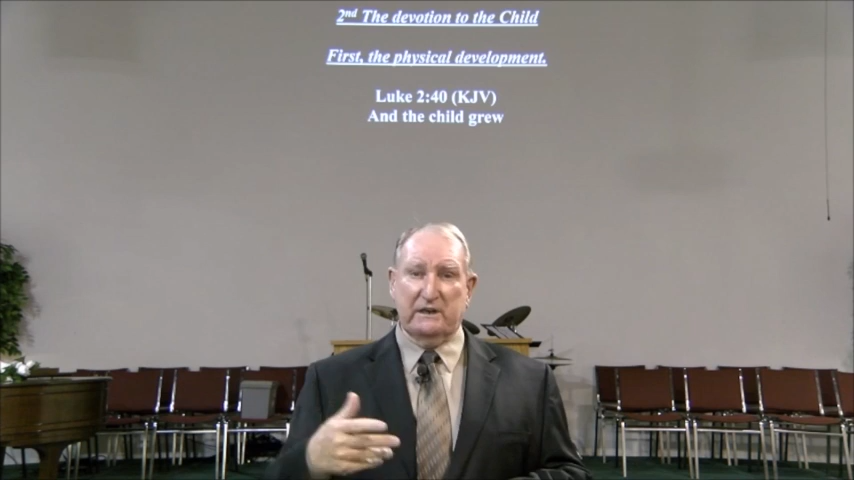 2nd The devotion to the Child
First, the physical development.
Luke 2:40 (KJV)
And the child grew